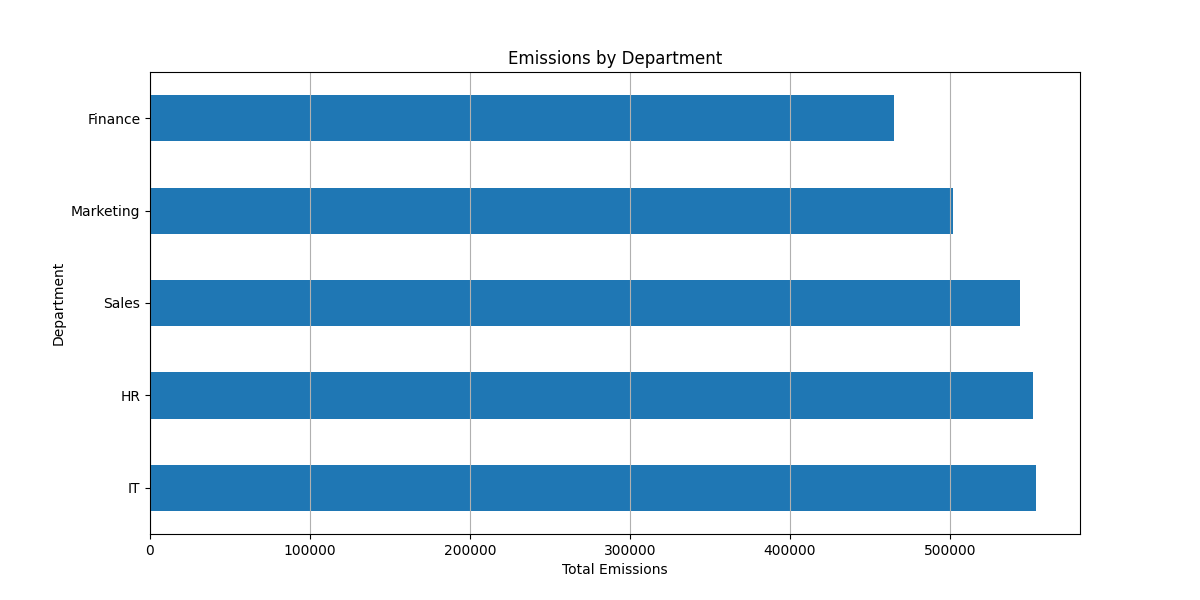 Emissions by Department
Finance
Marketing
Sales
HR
IT
Department
0 100000 200000 300000 400000 500000
Total Emissions